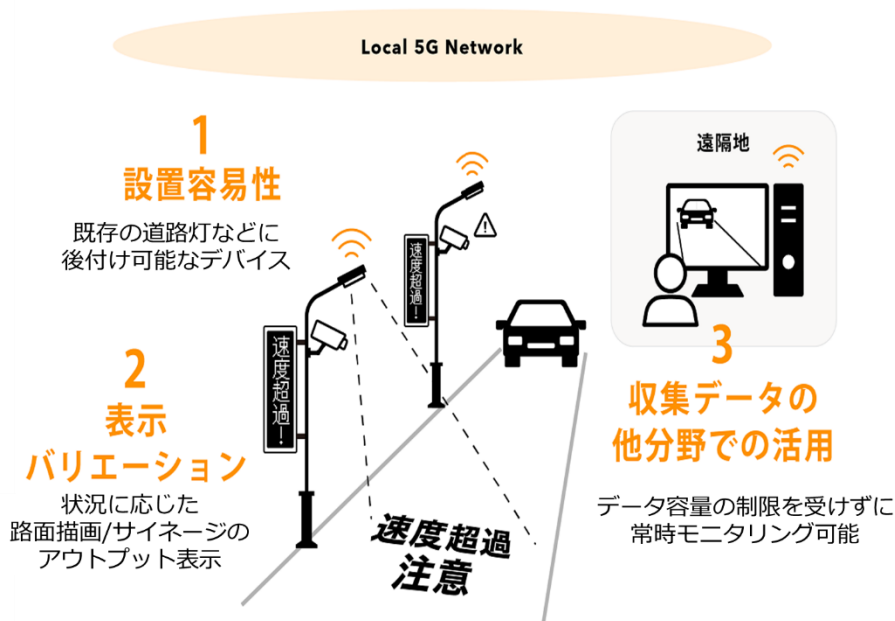 Local 5G Network
1
設置容易性
既存の道路灯などに
後付け可能なデバイス
速度超過!
速度超過!
2
表示
バリエーション
状況に応じた
路面描画/サイネージの
アウトプット表示
速度超過
注意
遠隔地
3
収集データの
他分野での活用
データ容量の制限を受けずに
常時モニタリング可能